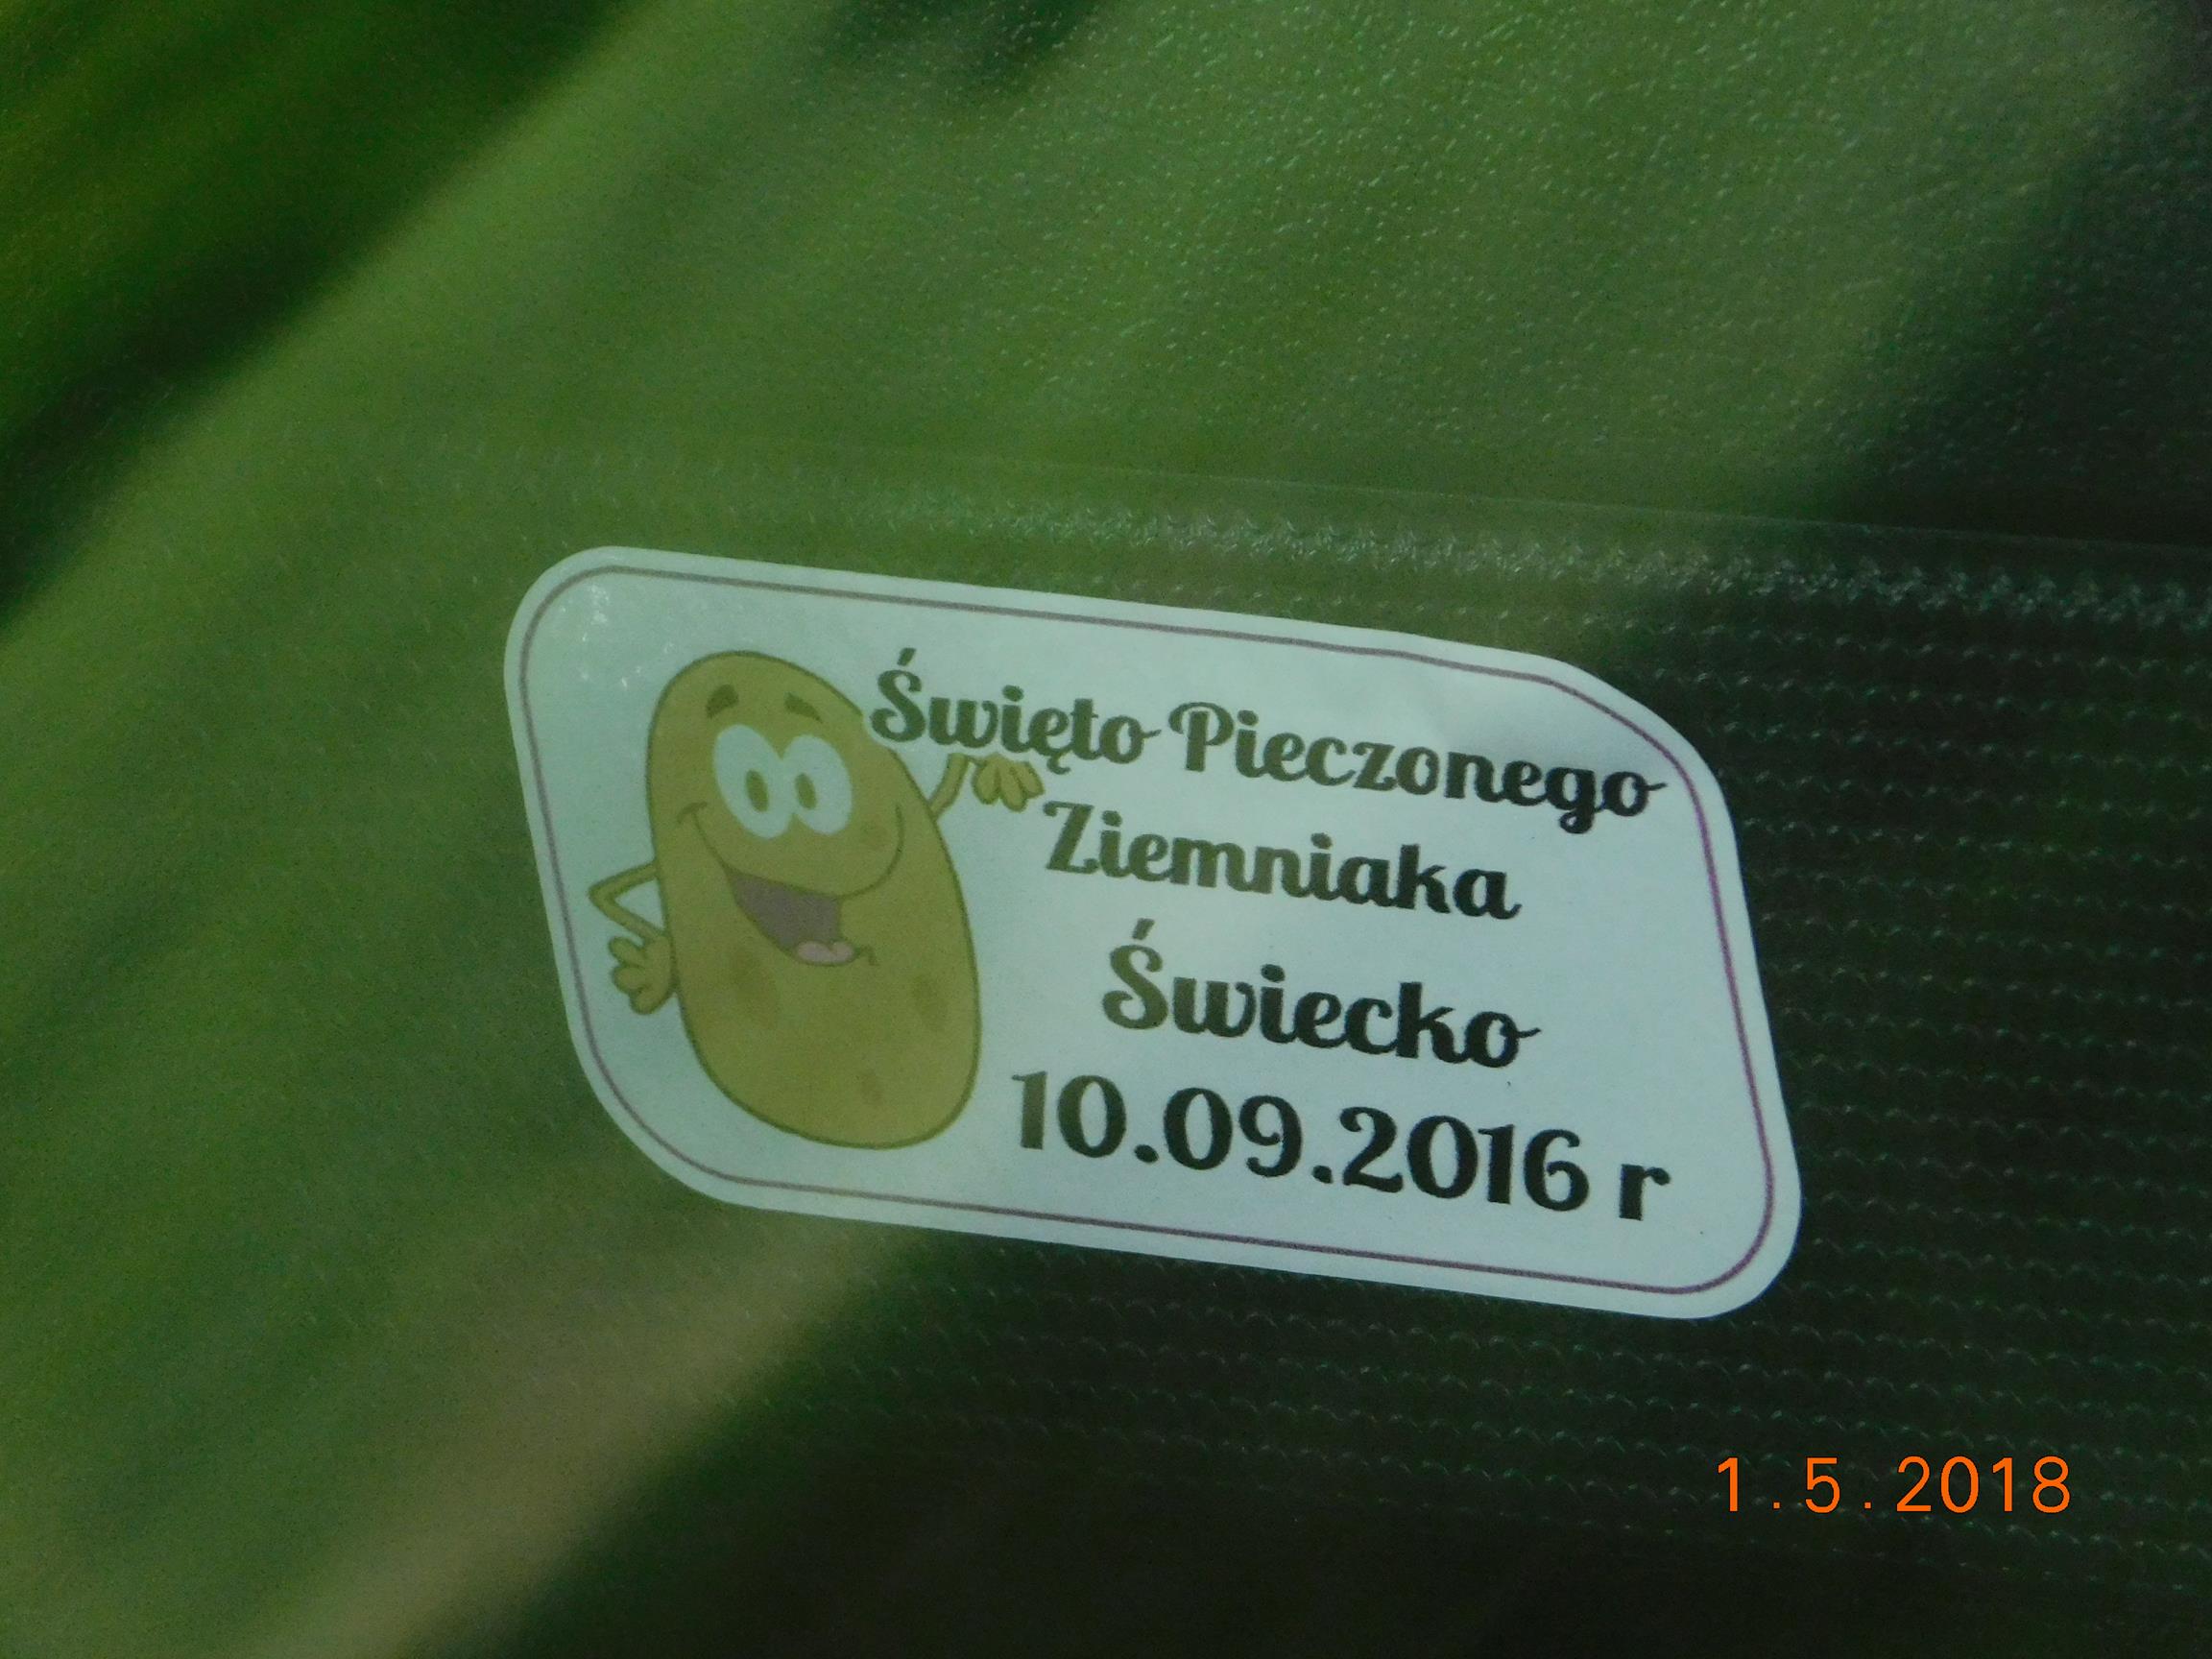 Święto Pieczonego
Ziemniaka
Świecko
10.09.2016 r
1.5.2018